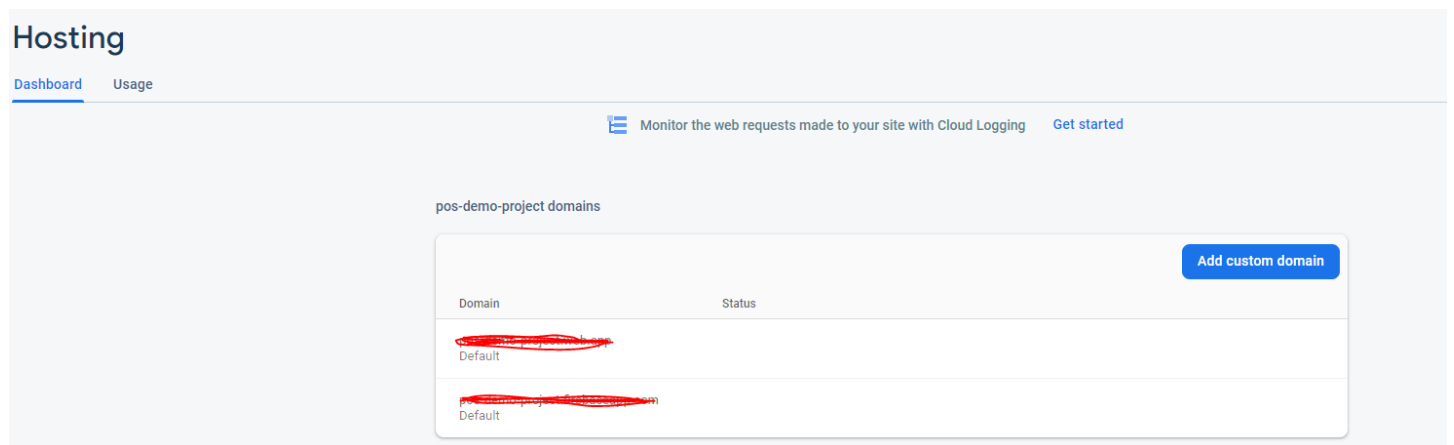 Hosting
Dashboard Usage
Monitor the web requests made to your site with Cloud Logging Get started
pos-demo-project domains
Add custom domain
Domain Status
Default
Default